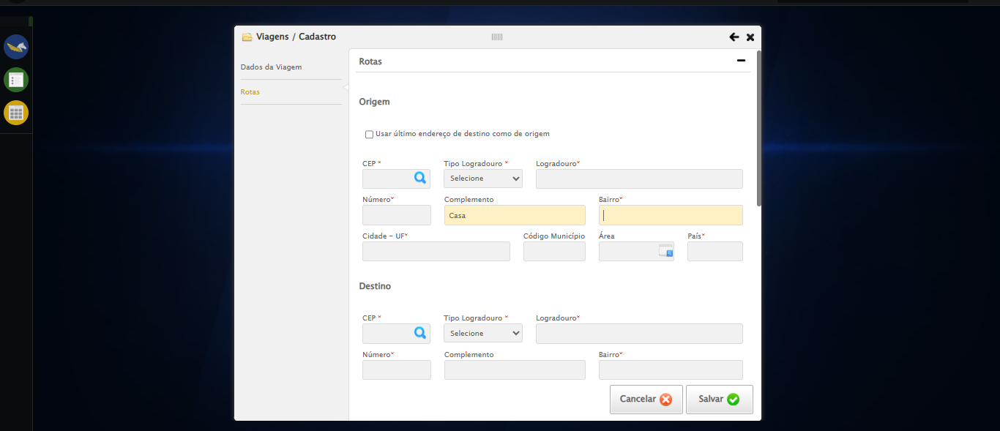 Viagens / Cadastro
Dados da Viagem
Rotas
Rotas
Origem
Usar último endereço de destino como de origem
CEP * Tipo Logradouro * Logradouro*
Selecione
Número* Complemento Bairro*
Casa
Cidade - UF* Código Município Área País*
Destino
CEP * Tipo Logradouro * Logradouro*
Selecione
Número* Complemento Bairro*
Cancelar Salvar